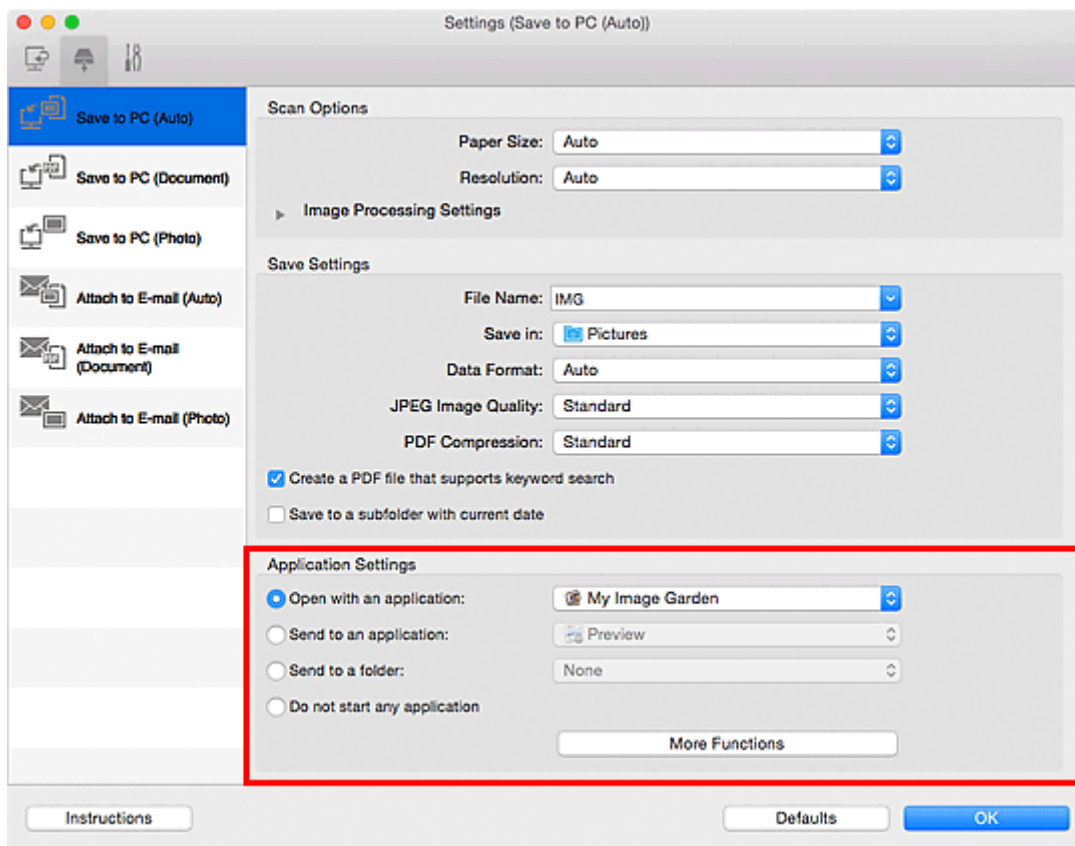 Settings (Save to PC (Auto))
Save to PC (Auto)
Save to PC (Document)
Save to PC (Photo)
Attach to E-mail (Auto)
Attach to E-mail
(Document)
Attach to E-mail (Photo)
Scan Options
Paper Size: Auto
Resolution: Auto
Image Processing Settings
Save Settings
File Name: IMG
Save in: Pictures
Data Format: Auto
JPEG Image Quality: Standard
PDF Compression: Standard
Create a PDF file that supports keyword search
Save to a subfolder with current date
Application Settings
Open with an application: My Image Garden
Send to an application: Preview
Send to a folder: None
Do not start any application
More Functions
Instructions
Defaults
OK